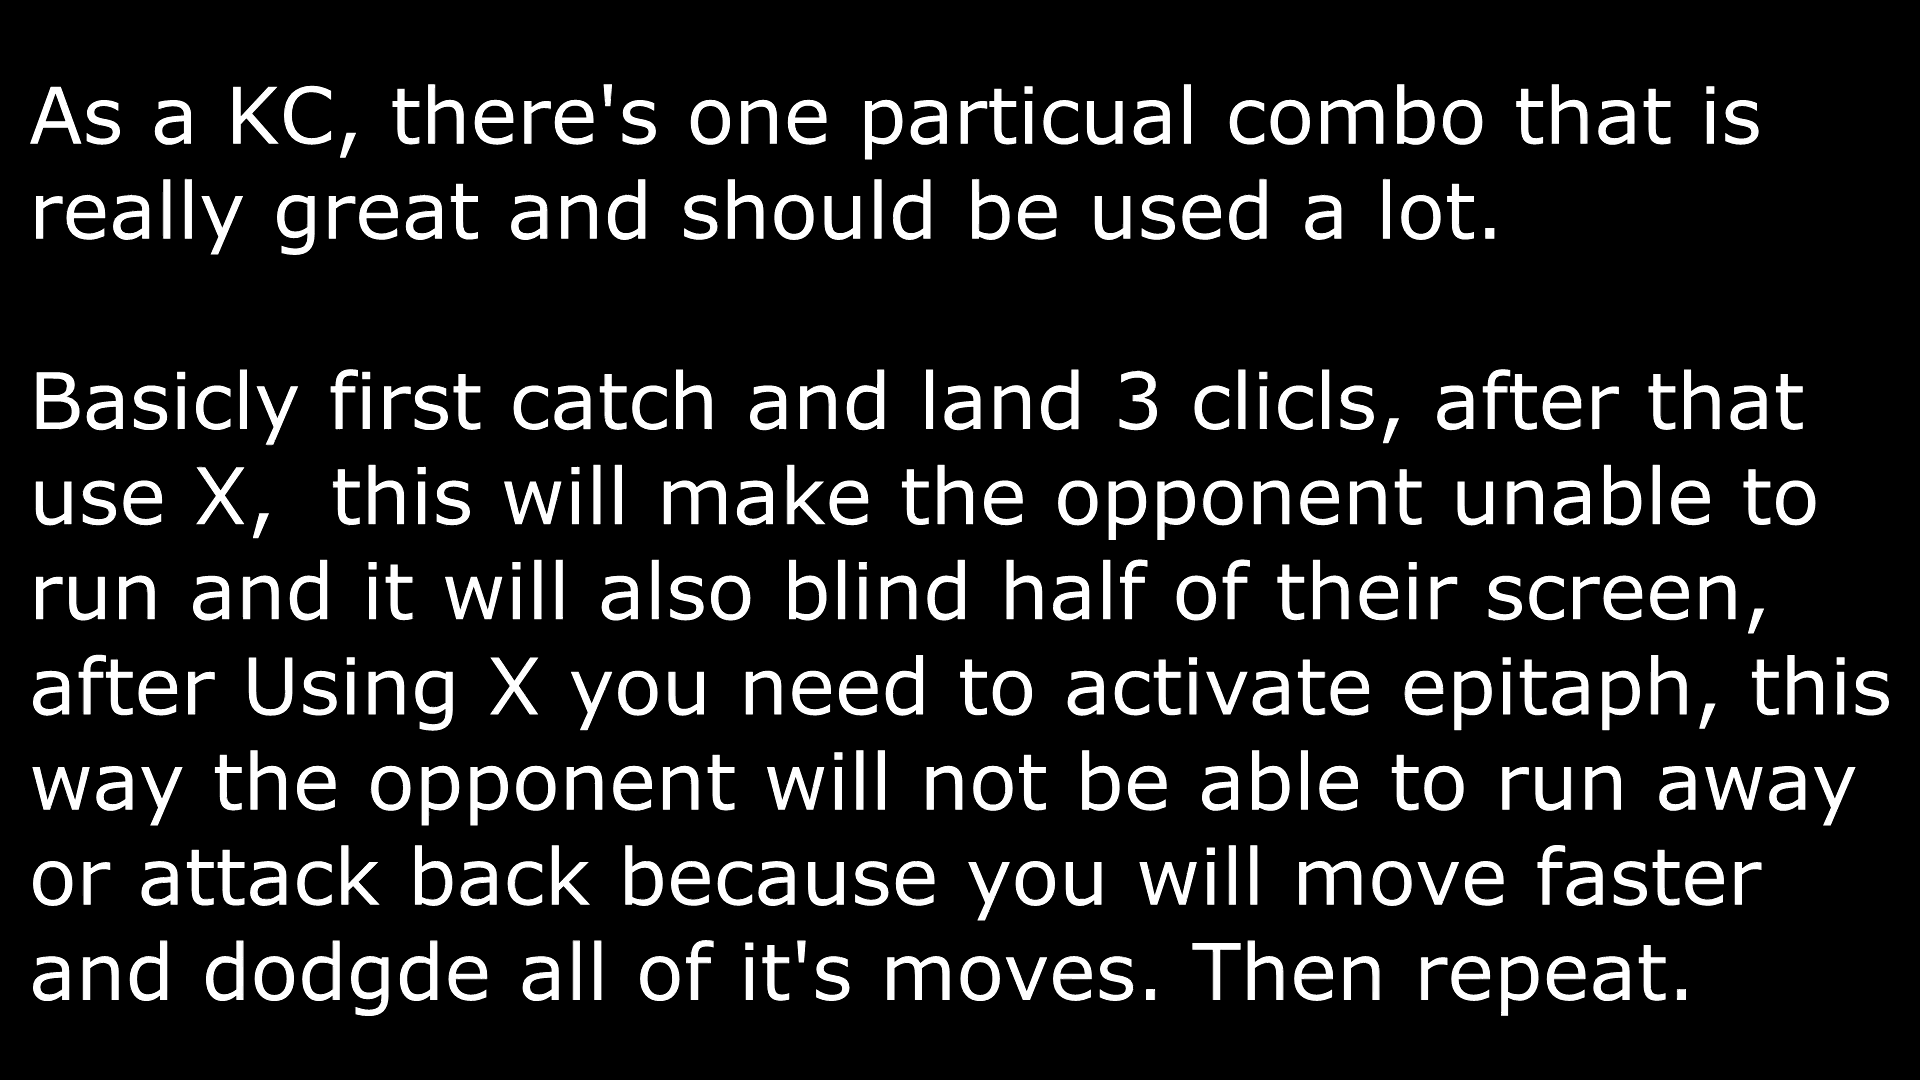 As a KC, there's one particual combo that is
really great and should be used a lot.
Basicly first catch and land 3 clicls, after that
use X,  this will make the opponent unable to
run and it will also blind half of their screen,
after Using X you need to activate epitaph, this
way the opponent will not be able to run away
or attack back because you will move faster
and dodgde all of it's moves. Then repeat.